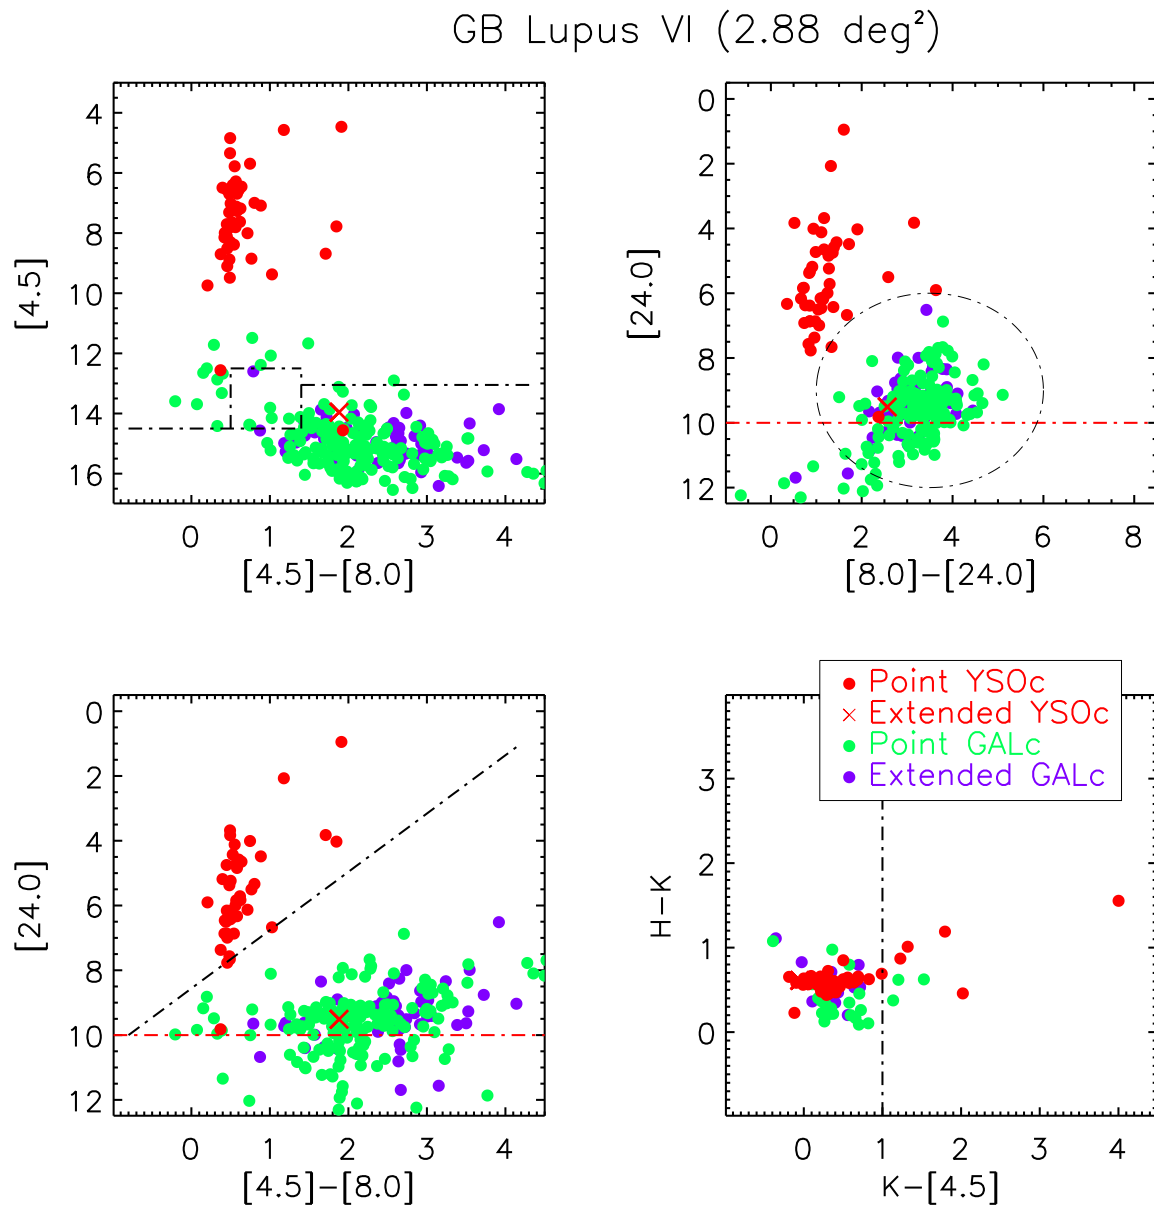 GB Lupus VI (2.88 deg²)
4
6
8
10
12
14
16
[4.5]
0 1 2 3 4
[4.5]−[8.0]
0
2
4
6
8
10
12
[24.0]
0 2 4 6 8
[8.0]−[24.0]
0
2
4
6
8
10
12
[24.0]
0 1 2 3 4
[4.5]−[8.0]
Point YSOc
Extended YSOc
Point GALc
Extended GALc
3
2
1
0
H−K
0 1 2 3 4
K−[4.5]